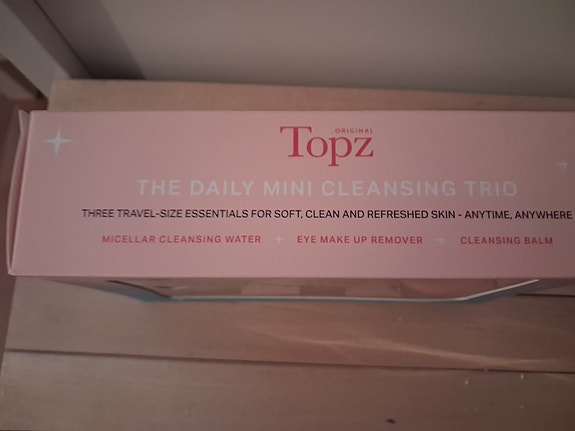 ORIGINAL
Topz
THE DAILY MINI CLEANSING TRIO
THREE TRAVEL-SIZE ESSENTIALS FOR SOFT, CLEAN AND REFRESHED SKIN - ANYTIME, ANYWHERE
MICELLAR CLEANSING WATER + EYE MAKE UP REMOVER + CLEANSING BALM